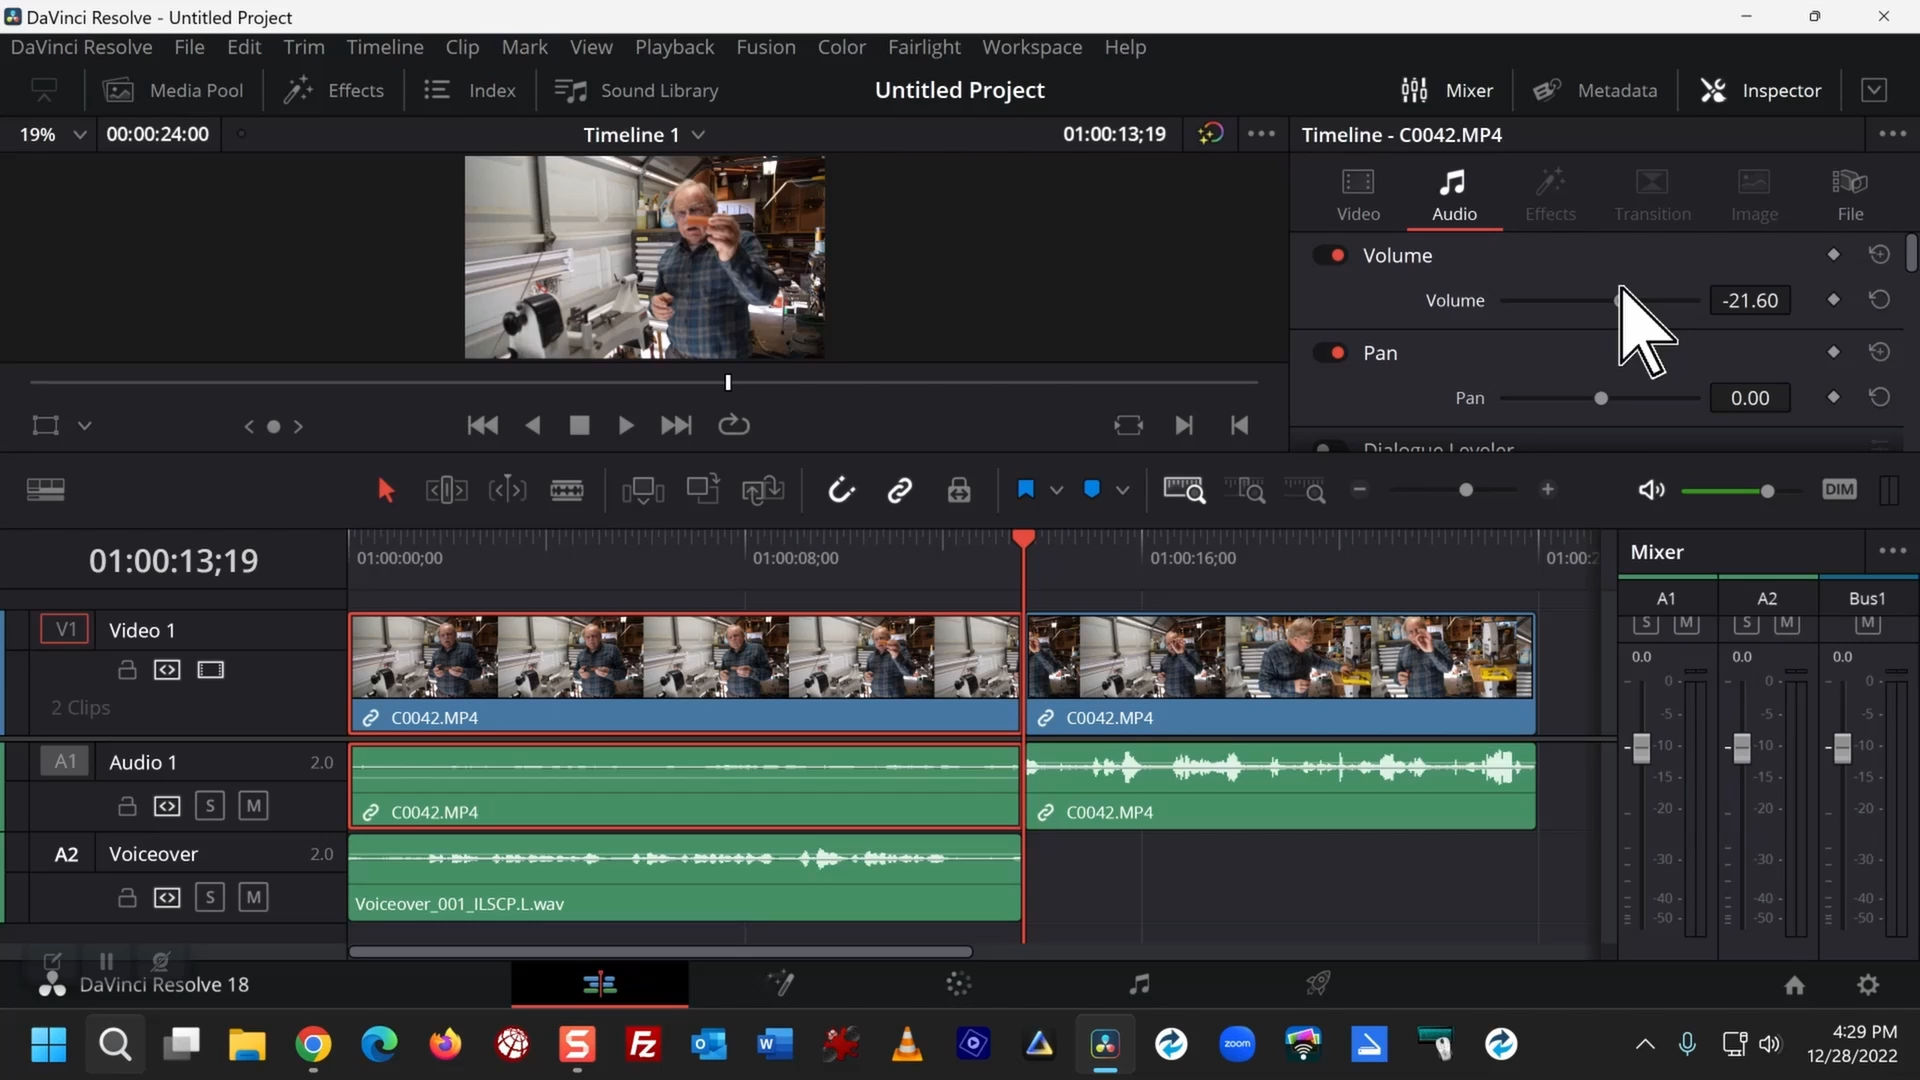 DaVinci Resolve - Untitled Project
DaVinci Resolve File Edit Trim Timeline Clip Mark View Playback Fusion Color Fairlight Workspace Help
Media Pool Effects Index Sound Library Untitled Project Mixer Metadata Inspector
19% 00:00:24:00 Timeline 1 01:00:13;19 Timeline - C0042.MP4
Video Audio Effects Transition Image File
Volume
Volume -21.60
Pan
Pan 0.00
Dialogue Leveler
DIM
01:00:13;19 01:00:00;00 01:00:08;00 01:00:16;00 Mixer
A1 A2 Bus1
V1 Video 1 S M S M M
0.0 0.0 0.0
2 Clips
C0042.MP4 C0042.MP4
A1 Audio 1 2.0
S M C0042.MP4 C0042.MP4
A2 Voiceover 2.0
S M Voiceover_001_ILSCP.L.wav
0 -5 -10 -15 -20 -30 -40 -50
0 -5 -10 -15 -20 -30 -40 -50
0 -5 -10 -15 -20 -30 -40 -50
DaVinci Resolve 18
S Fz zoom
4:29 PM
12/28/2022